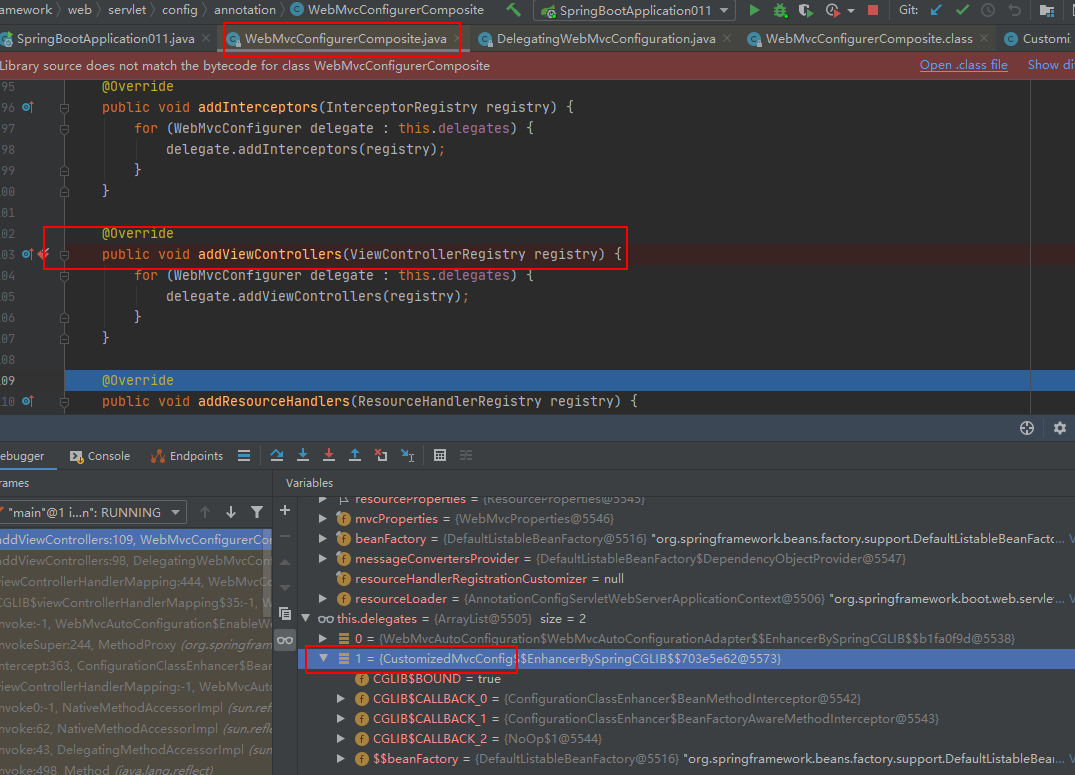 amework 〉 web 〉 servlet 〉 config 〉 annotation 〉 WebMvcConfigurerComposite SpringBootApplication011 Git:
SpringBootApplication011.java WebMvcConfigurerComposite.java DelegatingWebMvcConfiguration.java WebMvcConfigurerComposite.class Customi
Library source does not match the bytecode for class WebMvcConfigurerComposite Open .class file Show di
95 @Override
96 public void addInterceptors(InterceptorRegistry registry) {
97 for (WebMvcConfigurer delegate : this.delegates) {
98 delegate.addInterceptors(registry);
99 }
00 }
01
02 @Override
03 public void addViewControllers(ViewControllerRegistry registry) {
04 for (WebMvcConfigurer delegate : this.delegates) {
05 delegate.addViewControllers(registry);
06 }
07 }
08
09 @Override
10 public void addResourceHandlers(ResourceHandlerRegistry registry) {
ebugger Console Endpoints
rames
"main"@1 i...n": RUNNING
addViewControllers:109, WebMvcConfigurerCor
addViewControllers:98, DelegatingWebMvcCon
viewControllerHandlerMapping:444, WebMvcCo
CGLIB$viewControllerHandlerMapping$35:-1, W
nvoke:-1, WebMvcAutoConfiguration$EnableWe
nvokeSuper:244, MethodProxy (org.springfram
ntercept:363, ConfigurationClassEnhancer$Bean
viewControllerHandlerMapping:-1, WebMvcAuto
nvoke0:-1, NativeMethodAccessorImpl (sun.refl
nvoke:62, NativeMethodAccessorImpl (sun.refle
nvoke:43, DelegatingMethodAccessorImpl (sun
nvoke:498, Method (java.lang.reflect)
Variables
resourceProperties = {ResourceProperties@5545}
mvcProperties = {WebMvcProperties@5546}
beanFactory = {DefaultListableBeanFactory@5516} "org.springframework.beans.factory.support.DefaultListableBeanFacto... V
messageConvertersProvider = {DefaultListableBeanFactory$DependencyObjectProvider@5547}
resourceHandlerRegistrationCustomizer = null
resourceLoader = {AnnotationConfigServletWebServerApplicationContext@5506} "org.springframework.boot.web.servle... V
this.delegates = {ArrayList@5505} size = 2
0 = {WebMvcAutoConfiguration$WebMvcAutoConfigurationAdapter$$EnhancerBySpringCGLIB$$b1fa0f9d@5538}
1 = {CustomizedMvcConfig$$EnhancerBySpringCGLIB$$703e5e62@5573}
CGLIB$BOUND = true
CGLIB$CALLBACK_0 = {ConfigurationClassEnhancer$BeanMethodInterceptor@5542}
CGLIB$CALLBACK_1 = {ConfigurationClassEnhancer$BeanFactoryAwareMethodInterceptor@5543}
CGLIB$CALLBACK_2 = {NoOp$1@5544}
$$beanFactory = {DefaultListableBeanFactory@5516} "org.springframework.beans.factory.support.DefaultListableBean... V